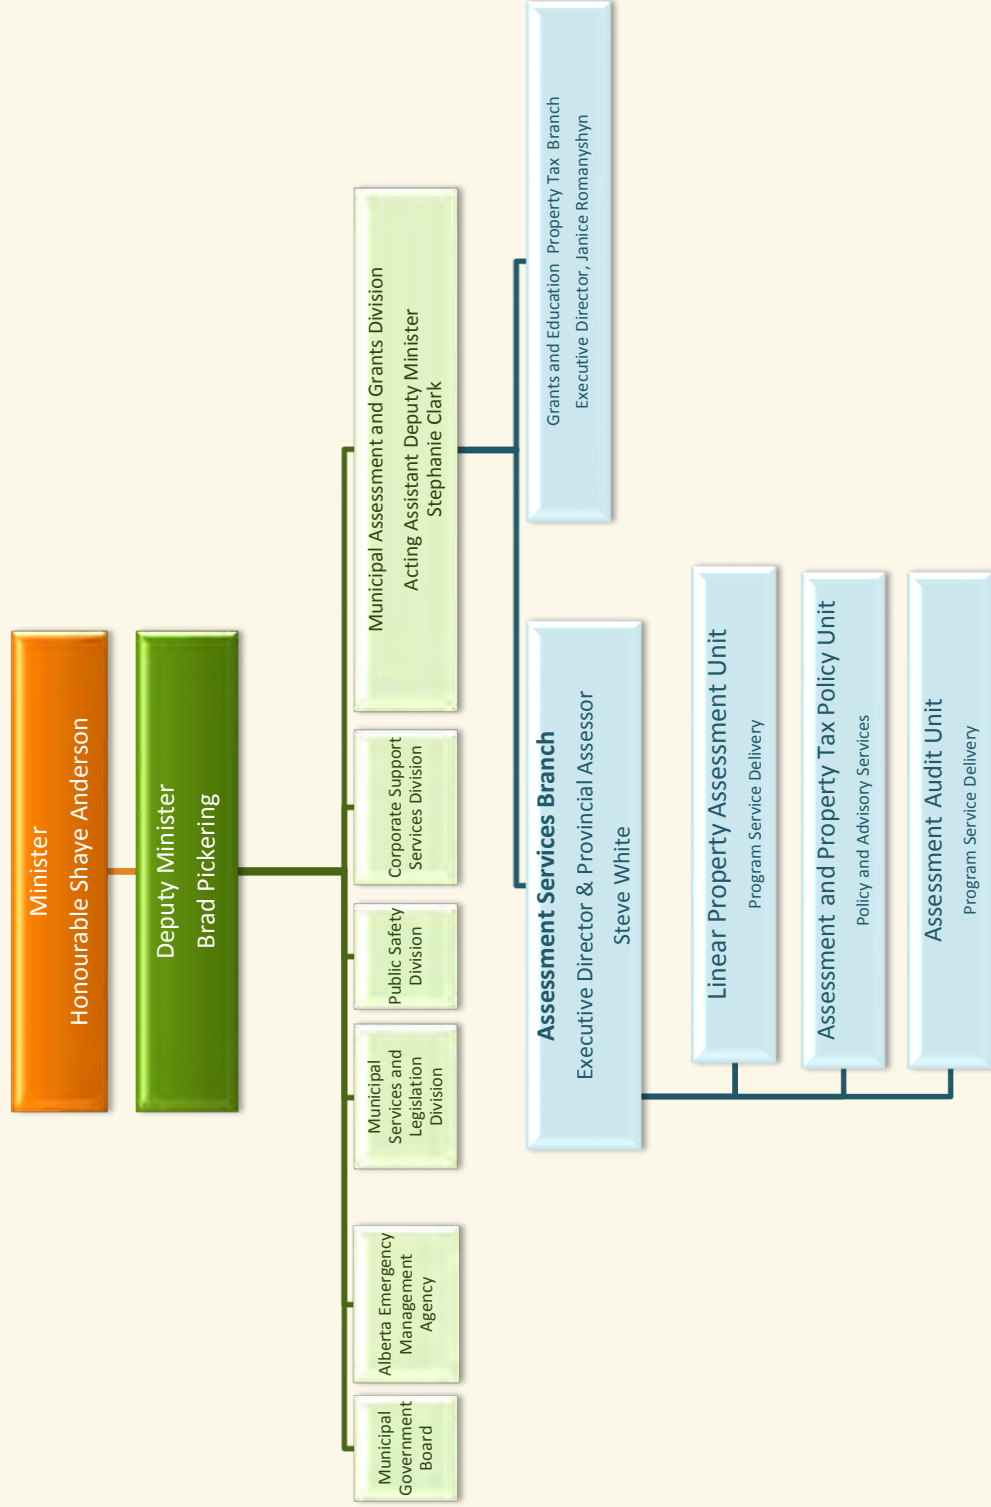 Minister
Honourable Shaye Anderson
Deputy Minister
Brad Pickering
Municipal
Government
Board
Alberta Emergency
Management
Agency
Municipal
Services and
Legislation
Division
Public Safety
Division
Corporate Support
Services Division
Municipal Assessment and Grants Division
Acting Assistant Deputy Minister
Stephanie Clark
Assessment Services Branch
Executive Director & Provincial Assessor
Steve White
Grants and Education Property Tax Branch
Executive Director, Janice Romanyshyn
Linear Property Assessment Unit
Program Service Delivery
Assessment and Property Tax Policy Unit
Policy and Advisory Services
Assessment Audit Unit
Program Service Delivery